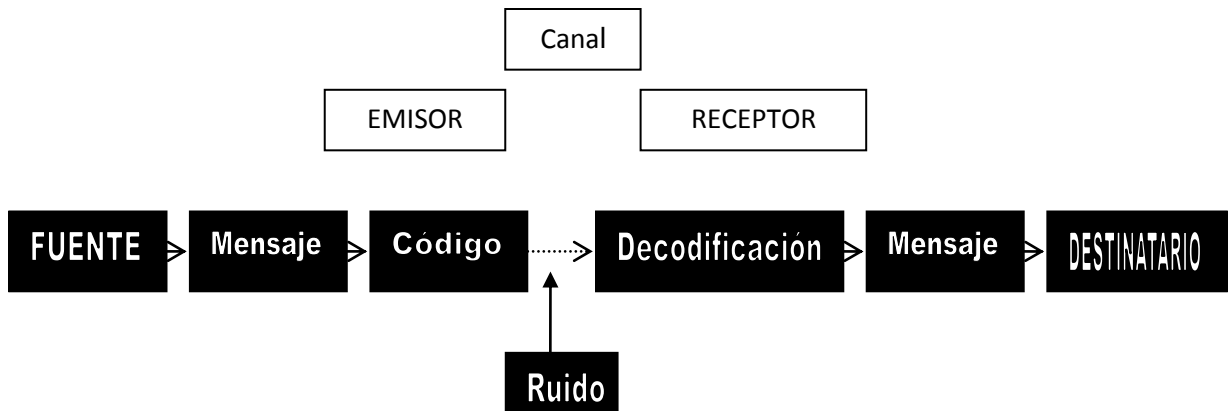 Canal
EMISOR
RECEPTOR
FUENTE
Mensaje
Código
Decodificación
Mensaje
DESTINATARIO
Ruido